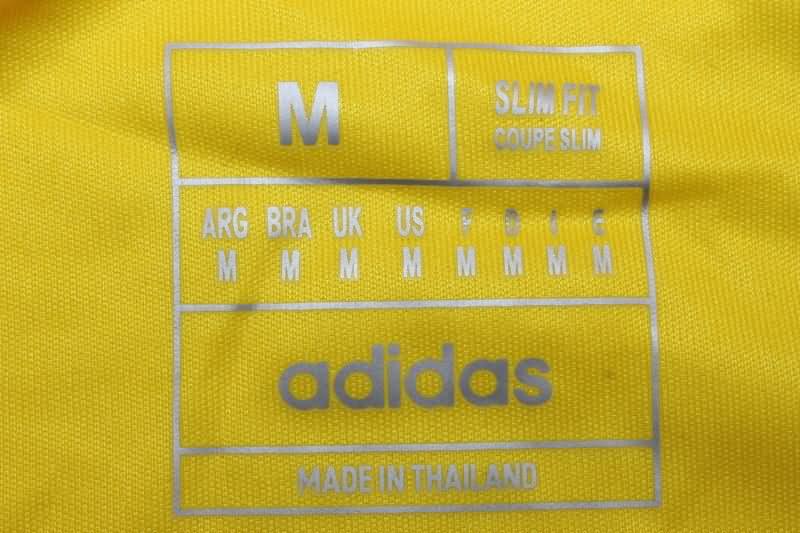 M
SLIM FIT
COUPE SLIM
ARG BRA UK US F D I E
M M M M M M M M
adidas
MADE IN THAILAND